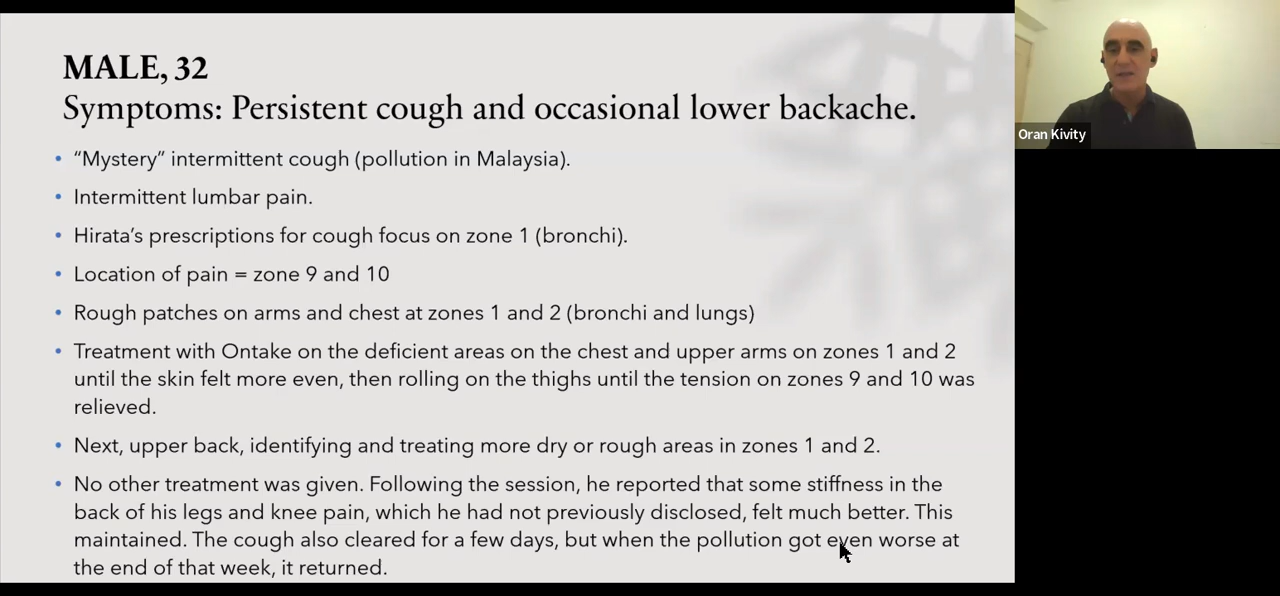 MALE, 32
Symptoms: Persistent cough and occasional lower backache.
• “Mystery” intermittent cough (pollution in Malaysia).
• Intermittent lumbar pain.
• Hirata’s prescriptions for cough focus on zone 1 (bronchi).
• Location of pain = zone 9 and 10
• Rough patches on arms and chest at zones 1 and 2 (bronchi and lungs)
• Treatment with Ontake on the deficient areas on the chest and upper arms on zones 1 and 2
until the skin felt more even, then rolling on the thighs until the tension on zones 9 and 10 was
relieved.
• Next, upper back, identifying and treating more dry or rough areas in zones 1 and 2.
• No other treatment was given. Following the session, he reported that some stiffness in the
back of his legs and knee pain, which he had not previously disclosed, felt much better. This
maintained. The cough also cleared for a few days, but when the pollution got even worse at
the end of that week, it returned.
Oran Kivity